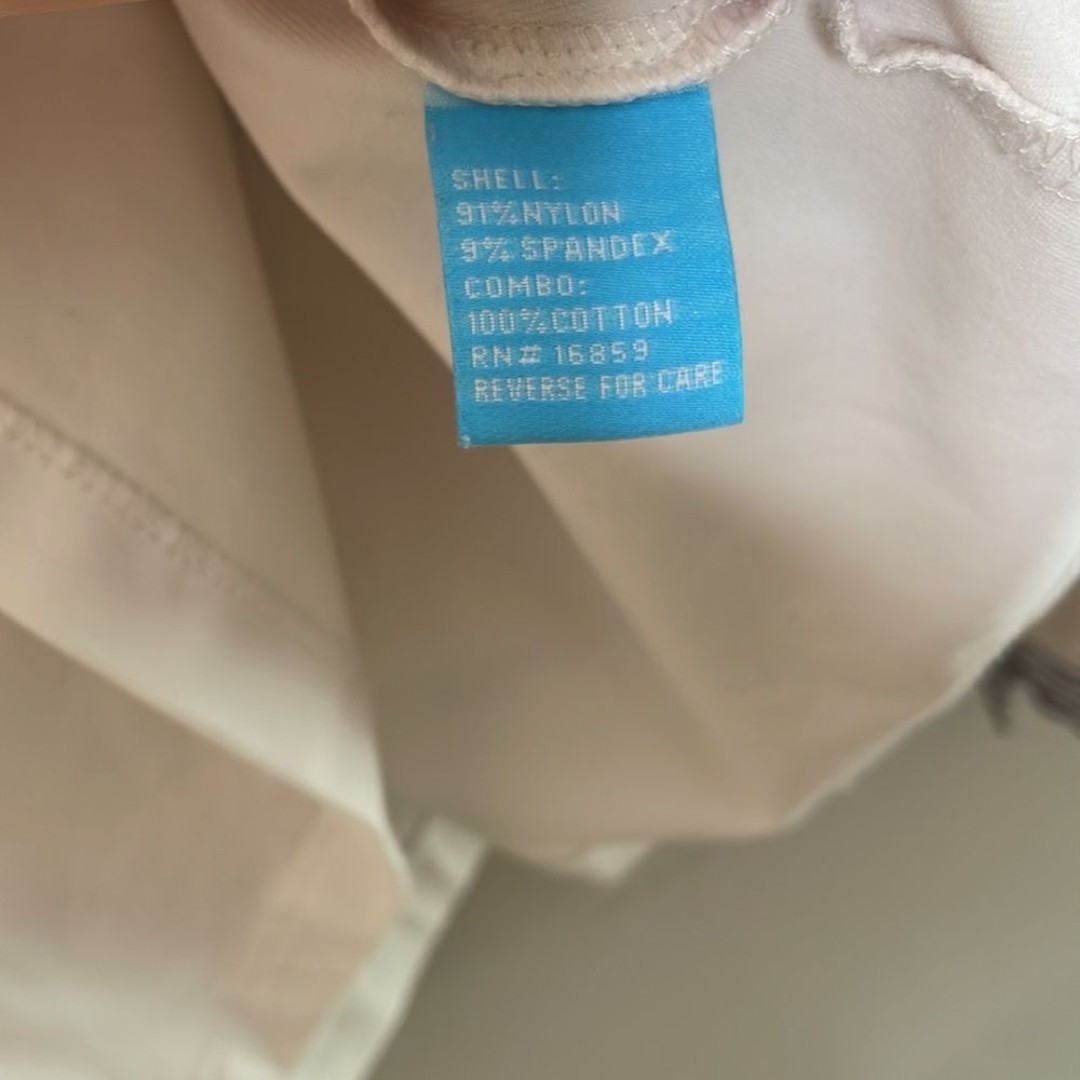 SHELL:
91%NYLON
9% SPANDEX
COMBO:
100%COTTON
RN# 16859
REVERSE FOR CARE